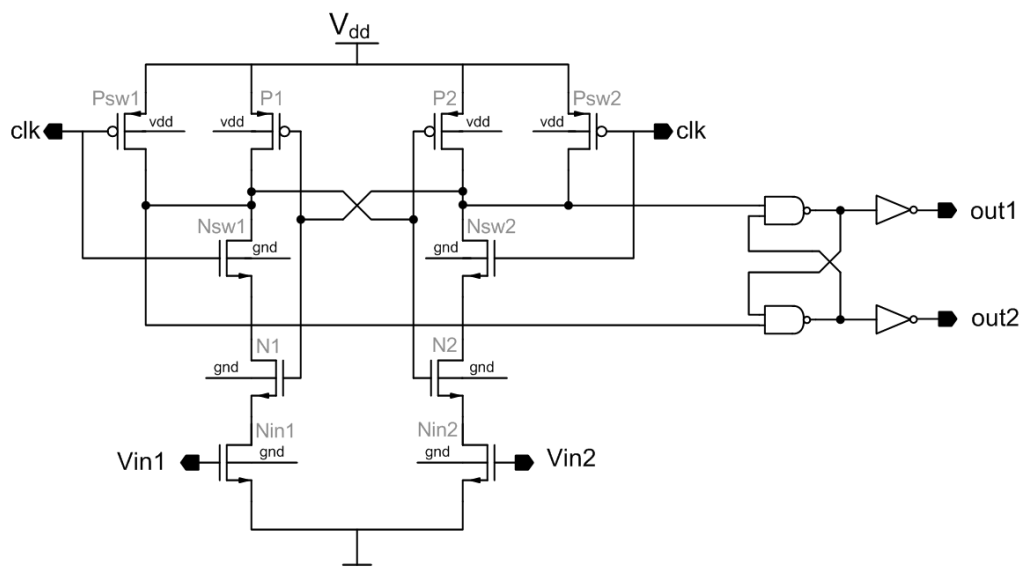 Vdd
Psw1 P1 P2 Psw2
clk vdd vdd vdd vdd clk
Nsw1 Nsw2
gnd gnd
out1
out2
N1 N2
gnd gnd
Nin1 Nin2
Vin1 gnd gnd Vin2